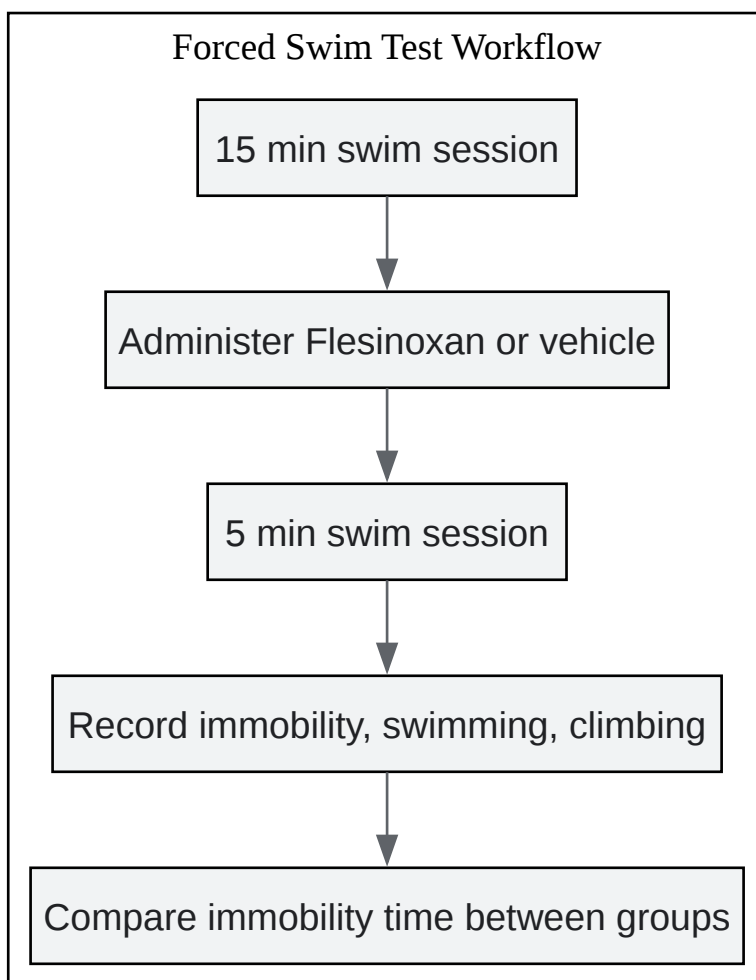 Forced Swim Test Workflow
15 min swim session
Administer Flesinoxan or vehicle
5 min swim session
Record immobility, swimming, climbing
Compare immobility time between groups